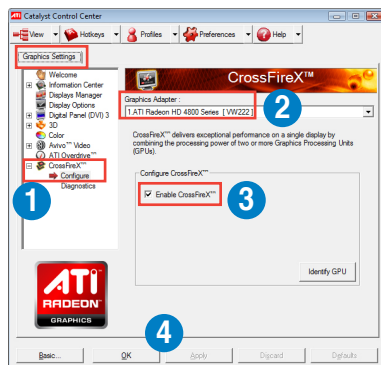 ATI Catalyst Control Center
View Hotkeys Profiles Preferences Help
Graphics Settings
Welcome
Information Center
Displays Manager
Display Options
Digital Panel (DVI) 3
3D
Color
Avivo™ Video
ATI Overdrive™
CrossFireX™
Configure
Diagnostics
1
CrossFireX™
Graphics Adapter :
1. ATI Radeon HD 4800 Series [ VW222 ]
2
CrossFireX™ delivers exceptional performance on a single display by
combining the processing power of two or more Graphics Processing Units
(GPUs).
Configure CrossFireX™
Enable CrossFireX™
3
Identify GPU
ATI
RADEON
GRAPHICS
4
Basic... OK Apply Discard Defaults